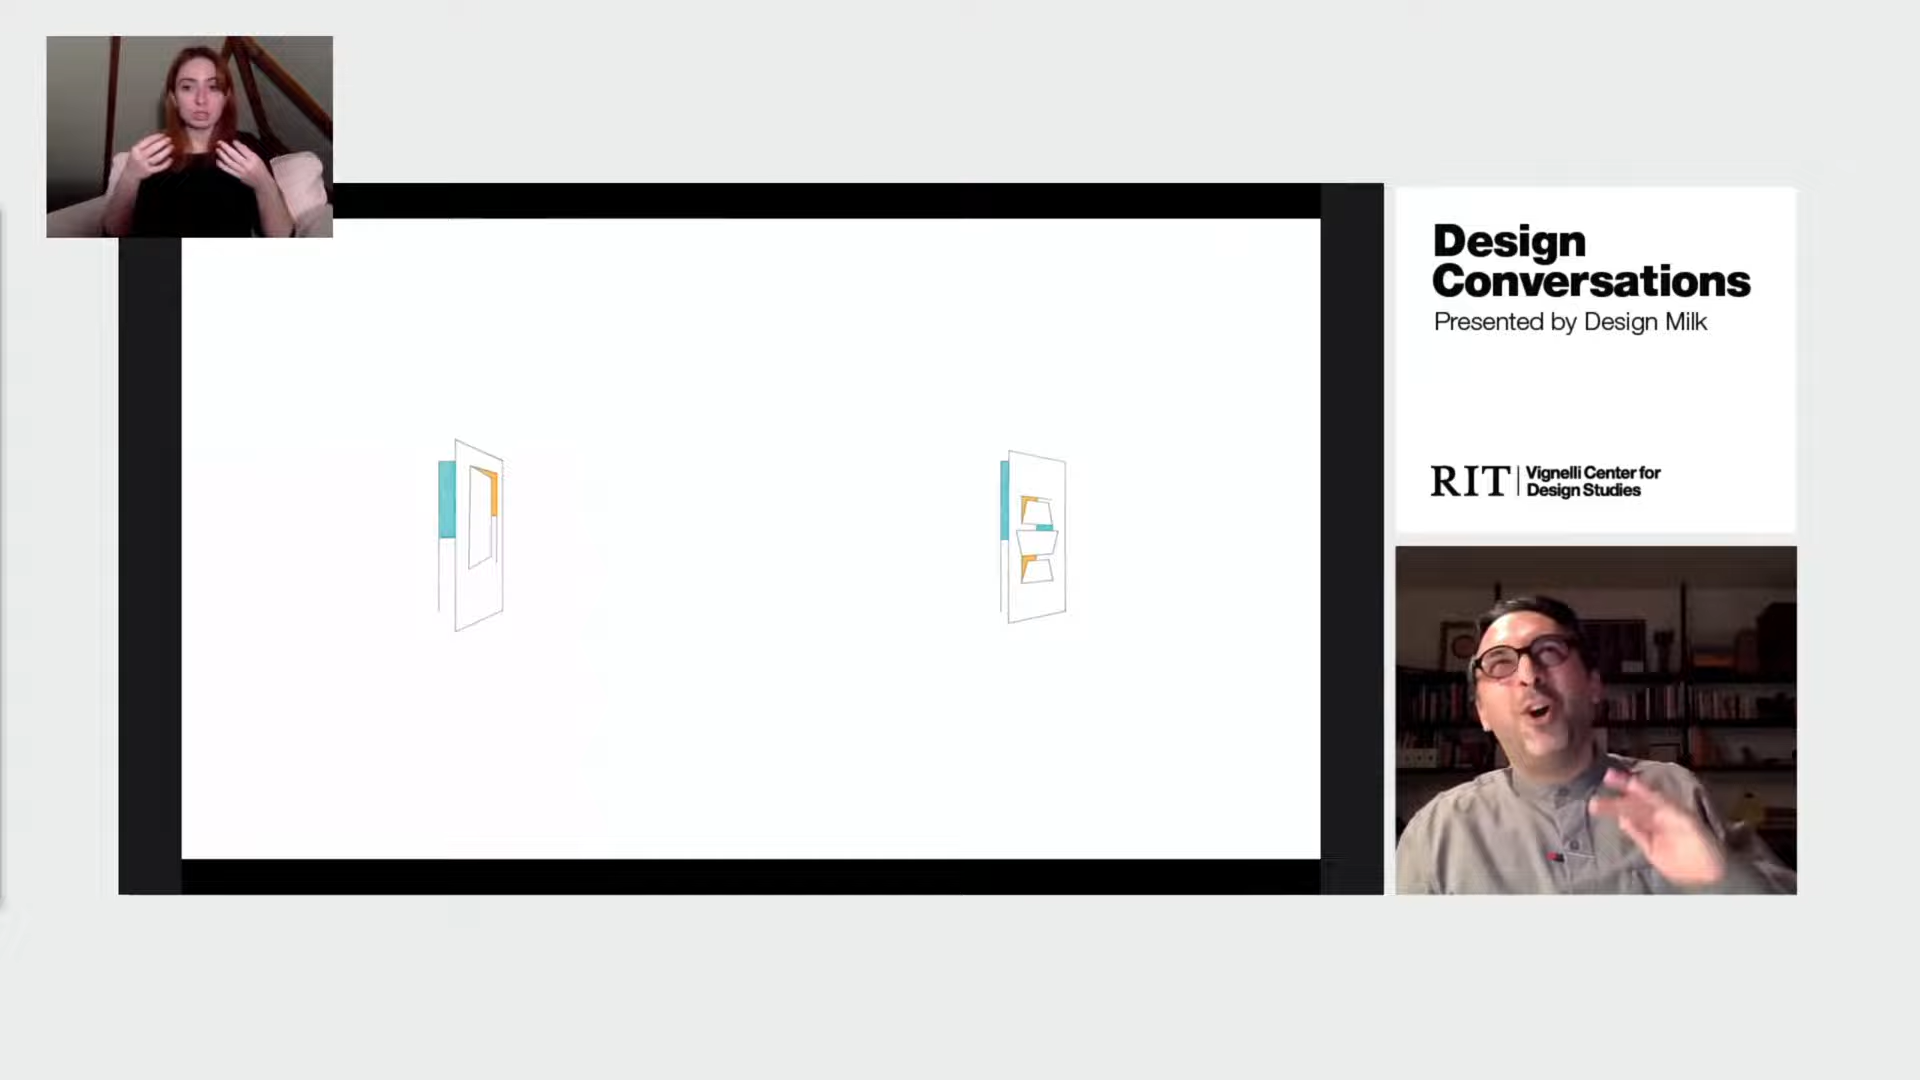 Design
Conversations
Presented by Design Milk
RIT
Vignelli Center for
Design Studies